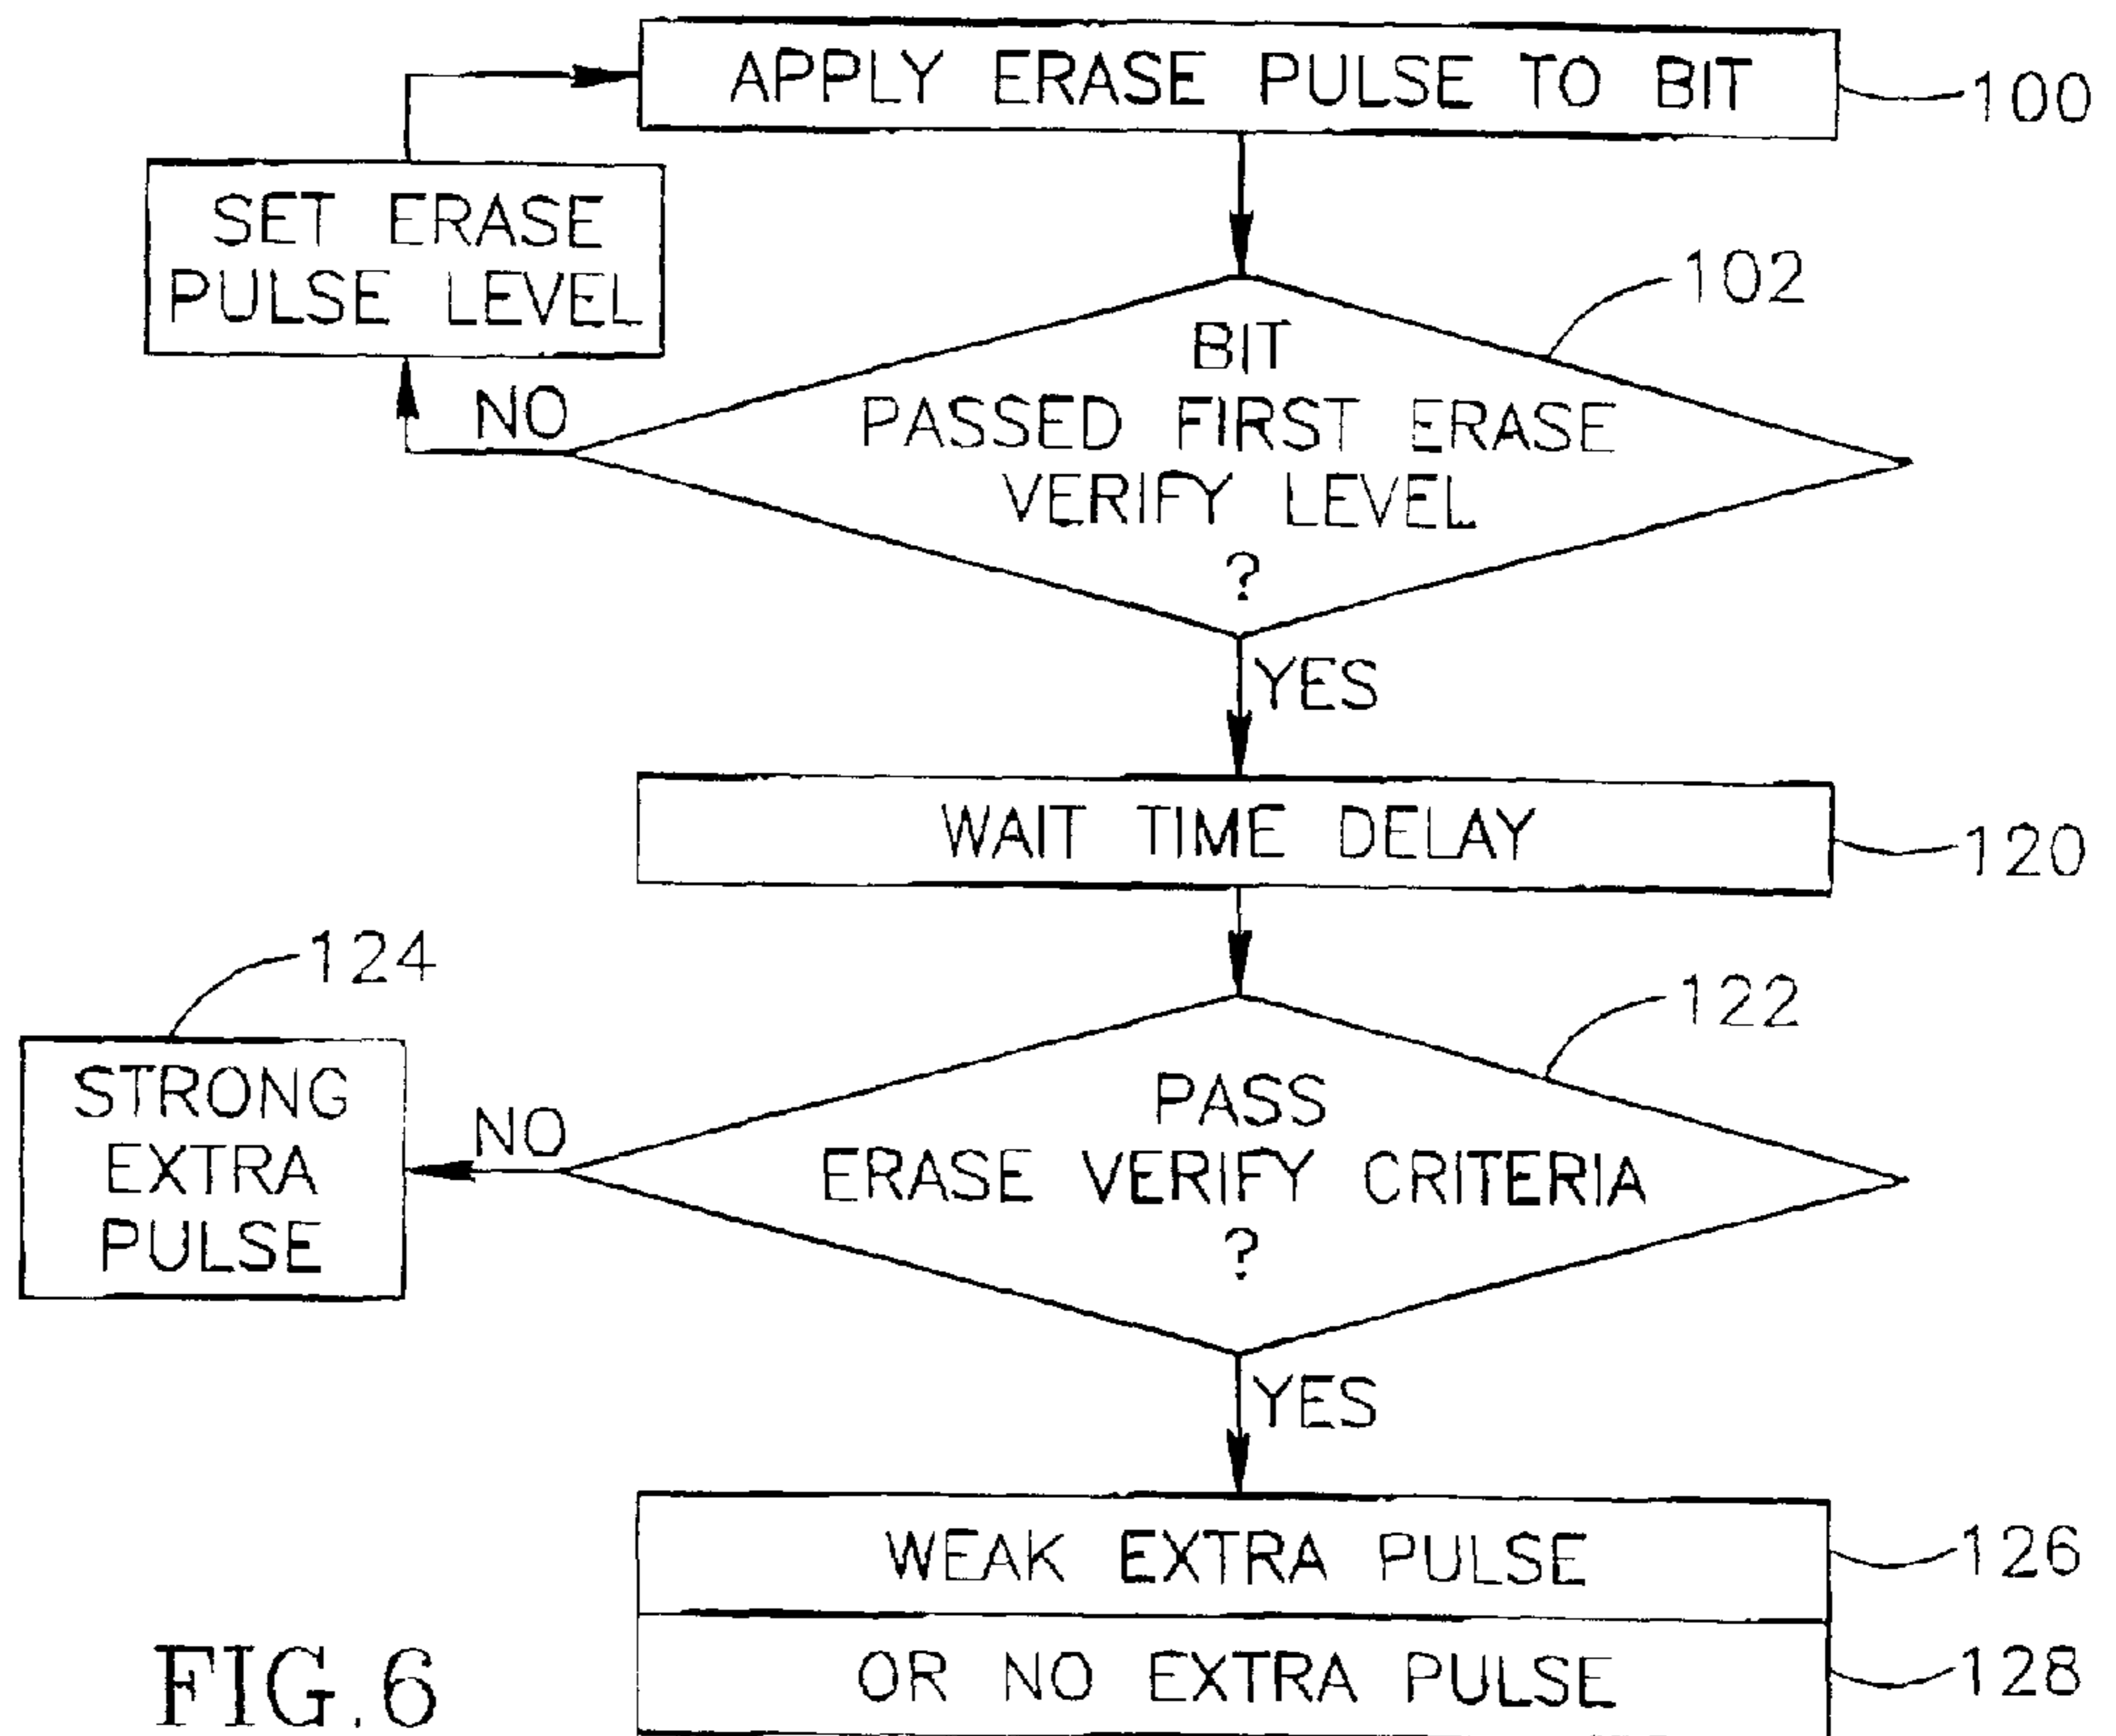 APPLY ERASE PULSE TO BIT
100
SET ERASE
PULSE LEVEL
102
BIT
PASSED FIRST ERASE
VERIFY LEVEL
?
NO
YES
WAIT TIME DELAY
120
124
122
STRONG
EXTRA
PULSE
NO
PASS
ERASE VERIFY CRITERIA
?
YES
WEAK EXTRA PULSE
126
OR NO EXTRA PULSE
128
FIG.6